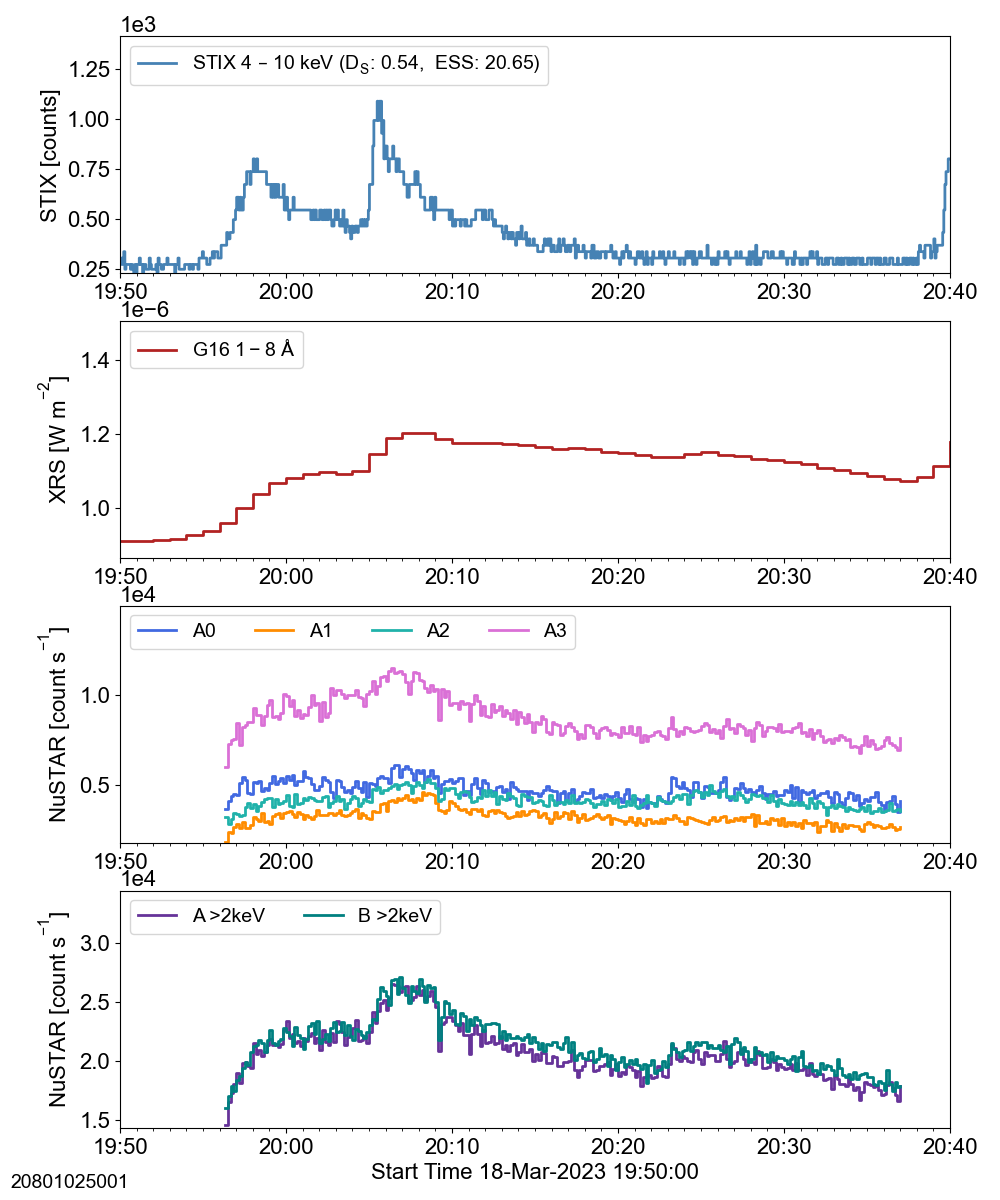 1e3
STIX 4 – 10 keV (D_S: 0.54, ESS: 20.65)
STIX [counts]
1.25
1.00
0.75
0.50
0.25
19:50 20:00 20:10 20:20 20:30 20:40
1e−6
G16 1 – 8 Å
XRS [W m⁻²]
1.4
1.2
1.0
19:50 20:00 20:10 20:20 20:30 20:40
1e4
A0 A1 A2 A3
NuSTAR [count s⁻¹]
1.0
0.5
19:50 20:00 20:10 20:20 20:30 20:40
1e4
A >2keV B >2keV
NuSTAR [count s⁻¹]
3.0
2.5
2.0
1.5
19:50 20:00 20:10 20:20 20:30 20:40
Start Time 18-Mar-2023 19:50:00
20801025001